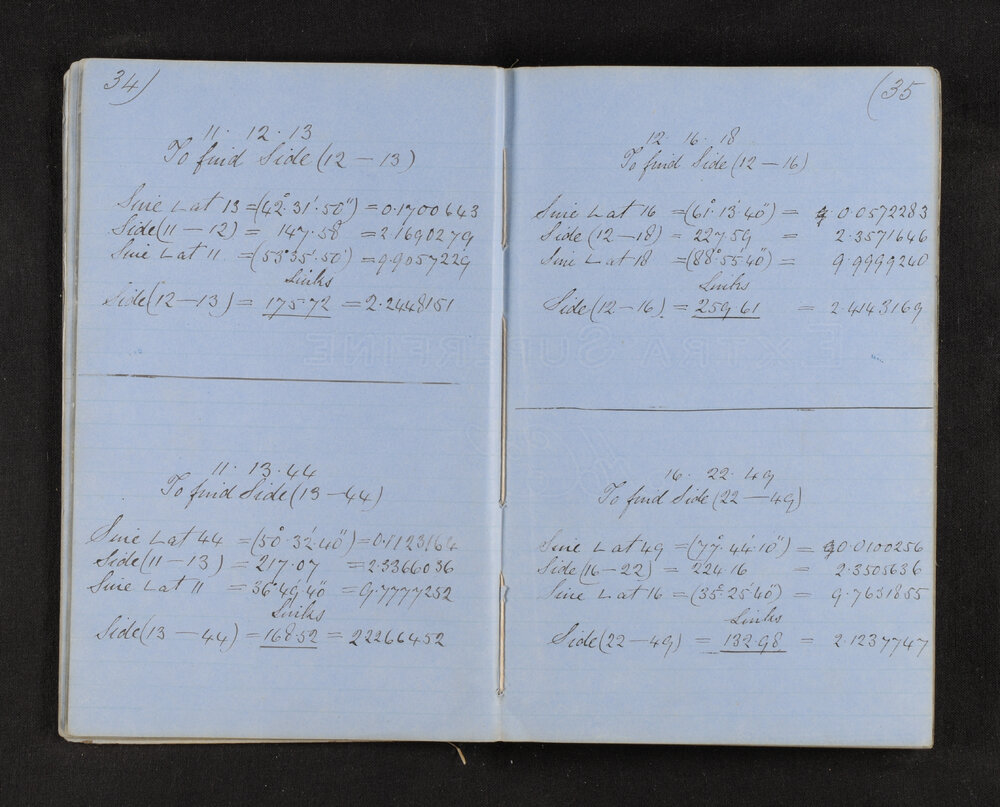 34)
11. 12. 13
To find Side (12 — 13)
Sine ∟ at 13 = (42°.31'.50") = 0.1700643
Side (11 — 12) = 147.58 = 2.1690279
Sine ∟ at 11 = (53°35'.50") = 9.9057229
Links
Side (12 — 13) = 175.72 = 2.2448151
11. 13. 44
To find Side (13 — 44)
Sine ∟ at 44 = (50°.32'.40") = 0.1123164
Side (11 — 13) = 217.07 = 2.3366036
Sine ∟ at 11 = 36°49'40" = 9.7777252
Links
Side (13 — 44) = 168.52 = 2.2266452
(35
12. 16. 18
To find Side (12 — 16)
Sine ∟ at 16 = (61°.13'.40") = 0.0572283
Side (12 — 18) = 227.59 = 2.3571646
Sine ∟ at 18 = (88°.55'40") = 9.9999240
Links
Side (12 — 16) = 259.61 = 2.4143169
EXTRA SUPERFINE
16. 22. 49
To find Side (22 — 49)
Sine ∟ at 49 = (77°.44'.10") = 0.0100256
Side (16 — 22) = 224.16 = 2.3505636
Sine ∟ at 16 = (35°.25'.40") = 9.7631855
Links
Side (22 — 49) = 132.98 = 2.1237747